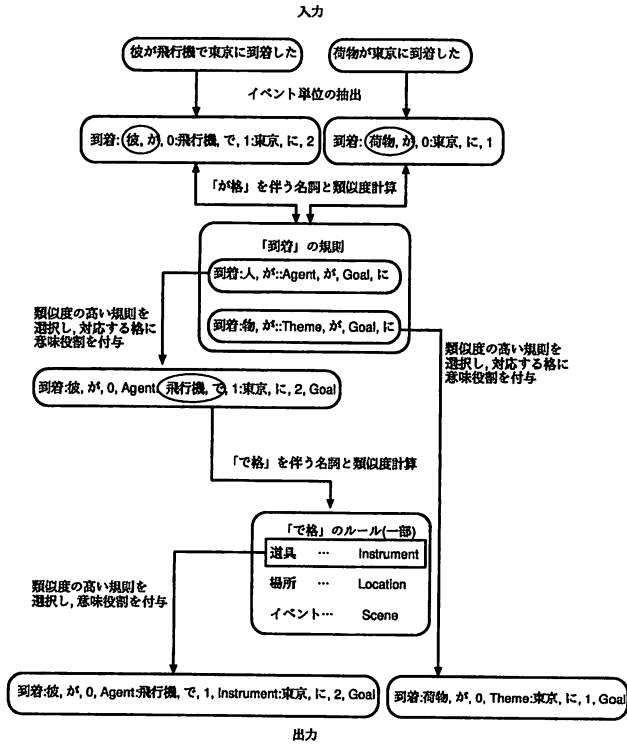 入力
彼が飛行機で東京に到着した
荷物が東京に到着した
イベント単位の抽出
到着: 彼, が, 0:飛行機, で, 1:東京, に, 2
到着: 荷物, が, 0:東京, に, 1
「が格」を伴う名詞と類似度計算
「到着」の規則
到着:人, が::Agent, が, Goal, に
到着:物, が::Theme, が, Goal, に
類似度の高い規則を
選択し, 対応する格に
意味役割を付与
類似度の高い規則を
選択し, 対応する格に
意味役割を付与
到着:彼, が, 0, Agent: 飛行機, で, 1:東京, に, 2, Goal
「で格」を伴う名詞と類似度計算
「で格」のルール(一部)
道具 … Instrument
場所 … Location
イベント… Scene
類似度の高い規則を
選択し, 意味役割を付与
到着:彼, が, 0, Agent:飛行機, で, 1, Instrument:東京, に, 2, Goal
到着:荷物, が, 0, Theme:東京, に, 1, Goal
出力